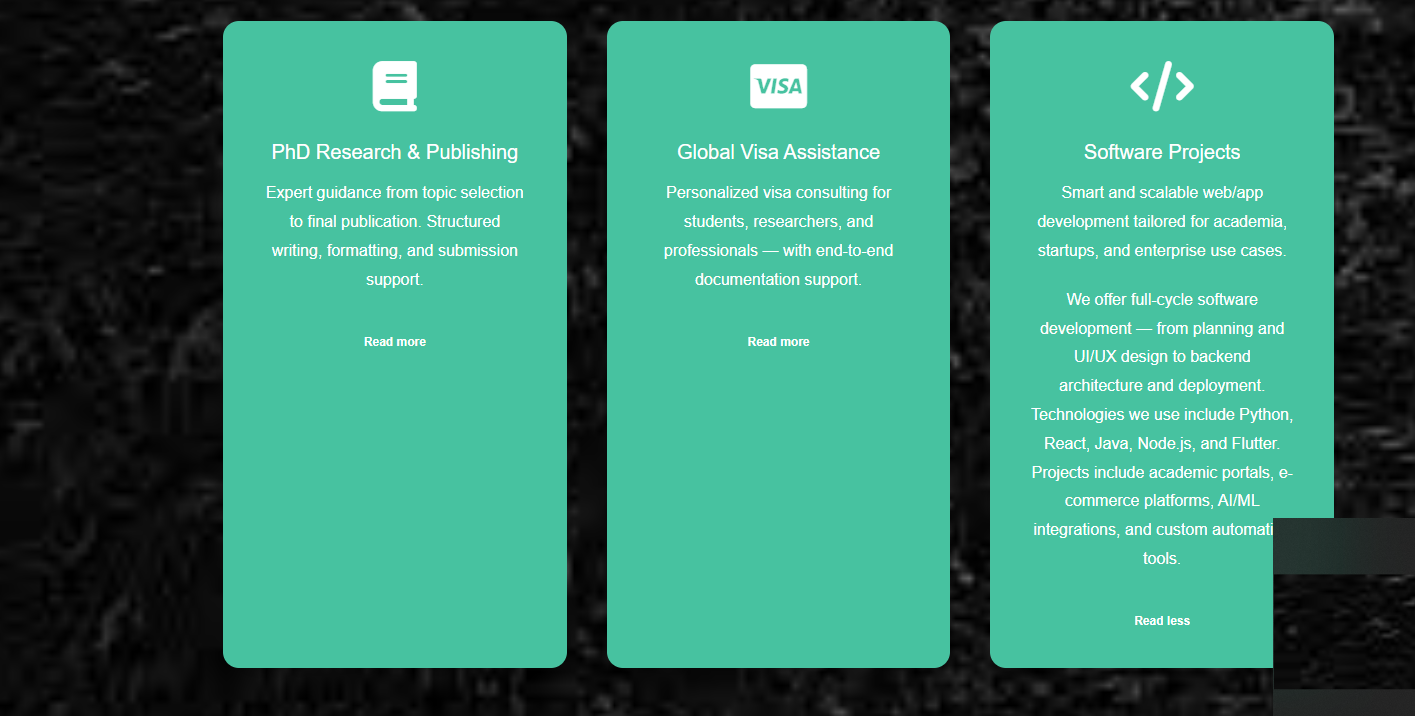 VISA
PhD Research & Publishing
Expert guidance from topic selection
to final publication. Structured
writing, formatting, and submission
support.
Read more
Global Visa Assistance
Personalized visa consulting for
students, researchers, and
professionals — with end-to-end
documentation support.
Read more
Software Projects
Smart and scalable web/app
development tailored for academia,
startups, and enterprise use cases.
We offer full-cycle software
development — from planning and
UI/UX design to backend
architecture and deployment.
Technologies we use include Python,
React, Java, Node.js, and Flutter.
Projects include academic portals, e-
commerce platforms, AI/ML
integrations, and custom automati
tools.
Read less